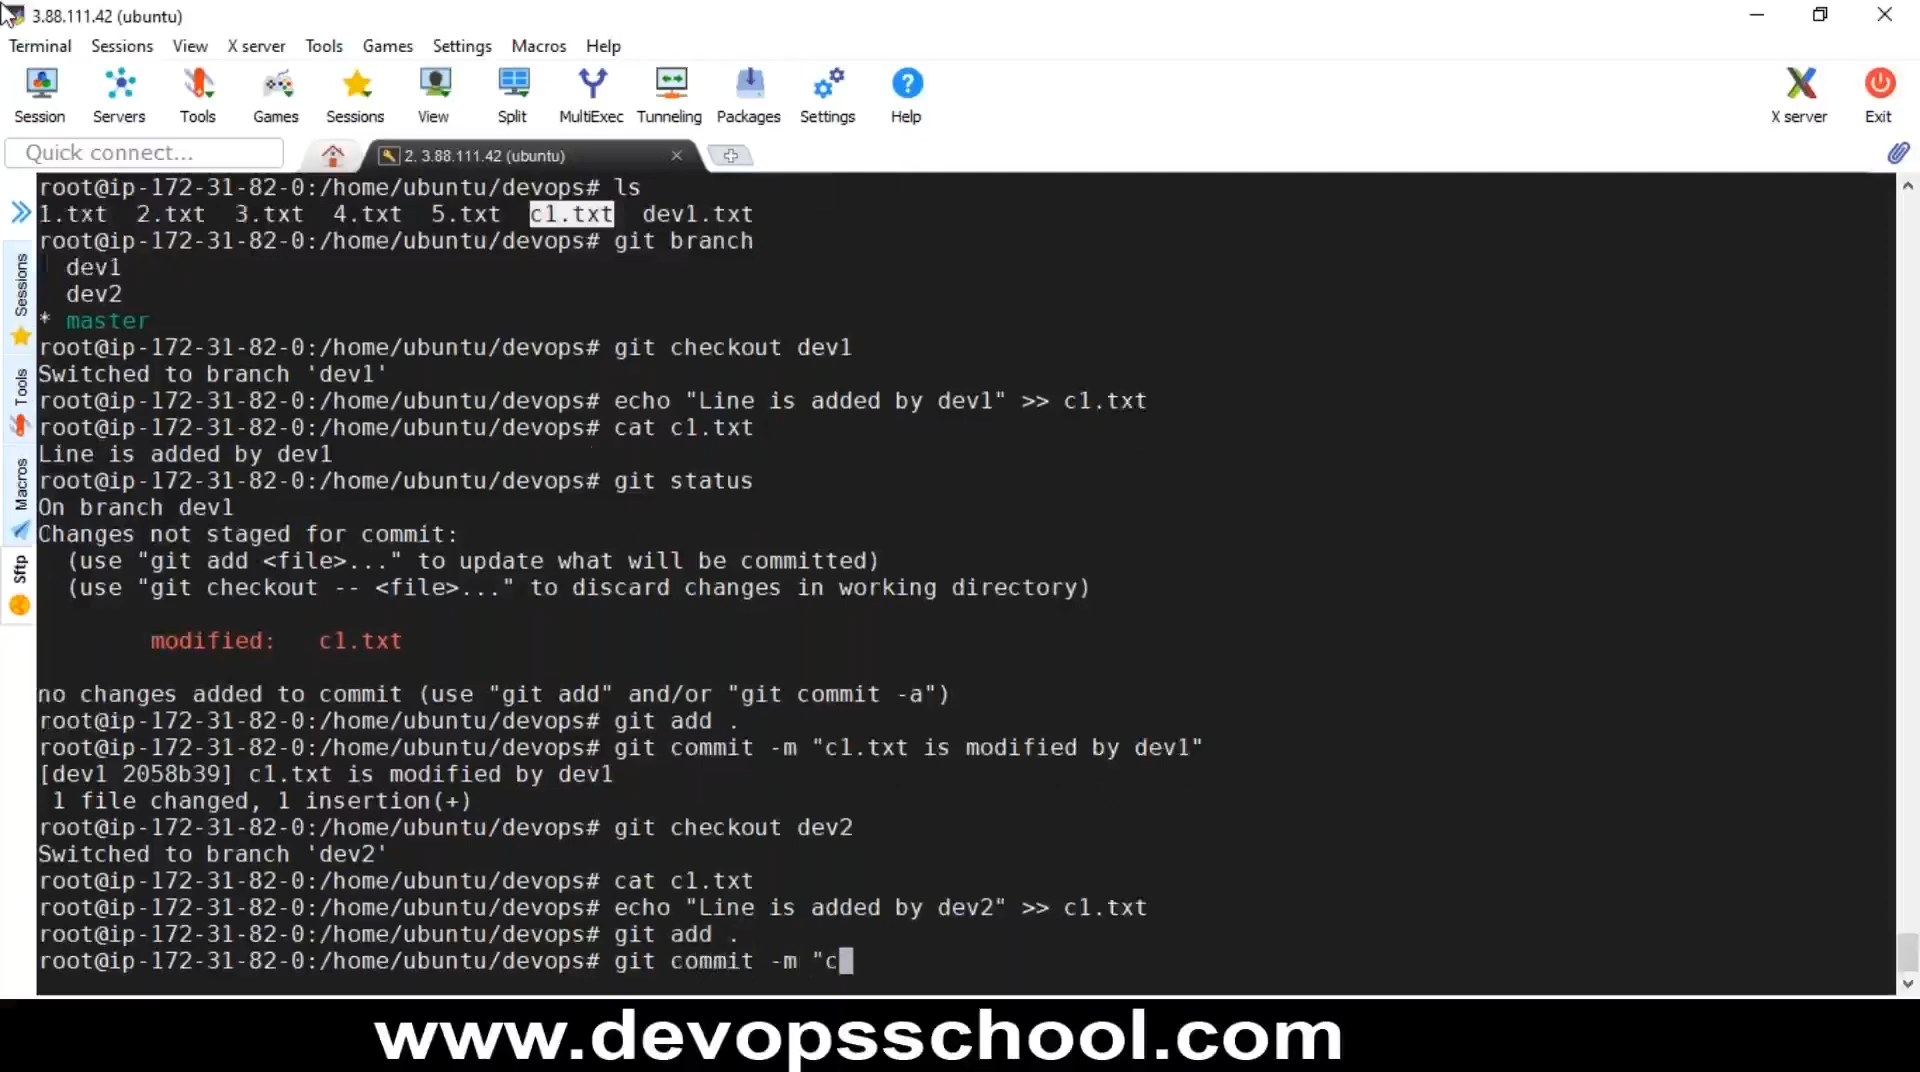 3.88.111.42 (ubuntu)
Terminal Sessions View X server Tools Games Settings Macros Help
Session Servers Tools Games Sessions View Split MultiExec Tunneling Packages Settings Help X server Exit
Quick connect...
2. 3.88.111.42 (ubuntu)
Sessions
Tools
Macros
Sftp
root@ip-172-31-82-0:/home/ubuntu/devops# ls
1.txt  2.txt  3.txt  4.txt  5.txt  c1.txt  dev1.txt
root@ip-172-31-82-0:/home/ubuntu/devops# git branch
  dev1
  dev2
* master
root@ip-172-31-82-0:/home/ubuntu/devops# git checkout dev1
Switched to branch 'dev1'
root@ip-172-31-82-0:/home/ubuntu/devops# echo "Line is added by dev1" >> c1.txt
root@ip-172-31-82-0:/home/ubuntu/devops# cat c1.txt
Line is added by dev1
root@ip-172-31-82-0:/home/ubuntu/devops# git status
On branch dev1
Changes not staged for commit:
  (use "git add <file>..." to update what will be committed)
  (use "git checkout -- <file>..." to discard changes in working directory)
        modified:   c1.txt
no changes added to commit (use "git add" and/or "git commit -a")
root@ip-172-31-82-0:/home/ubuntu/devops# git add .
root@ip-172-31-82-0:/home/ubuntu/devops# git commit -m "c1.txt is modified by dev1"
[dev1 2058b39] c1.txt is modified by dev1
 1 file changed, 1 insertion(+)
root@ip-172-31-82-0:/home/ubuntu/devops# git checkout dev2
Switched to branch 'dev2'
root@ip-172-31-82-0:/home/ubuntu/devops# cat c1.txt
root@ip-172-31-82-0:/home/ubuntu/devops# echo "Line is added by dev2" >> c1.txt
root@ip-172-31-82-0:/home/ubuntu/devops# git add .
root@ip-172-31-82-0:/home/ubuntu/devops# git commit -m "c
www.devopsschool.com